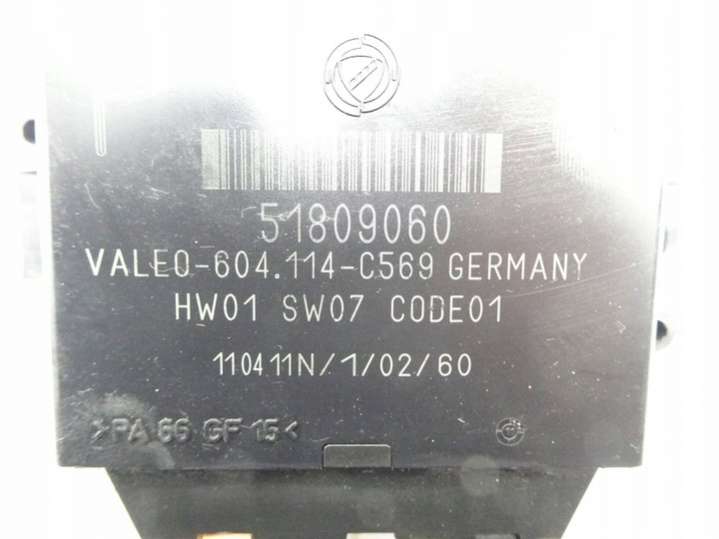 51809060
VALEO-604.114-C569 GERMANY
HW01 SW07 CODE01
110411N/1/02/60
>PA 66 GF 15<